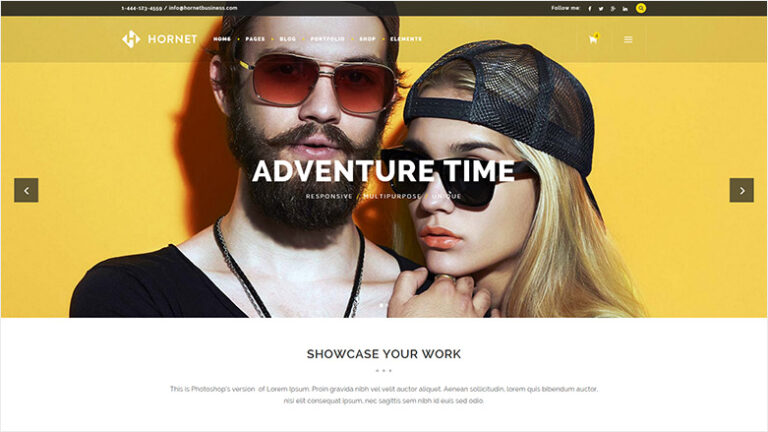 1-444-123-4559 / info@hornetbusiness.com
Follow me:
HORNET
HOME • PAGES • BLOG • PORTFOLIO • SHOP • ELEMENTS
ADVENTURE TIME
RESPONSIVE / MULTIPURPOSE / UNIQUE
SHOWCASE YOUR WORK
This is Photoshop's version of Lorem Ipsum. Proin gravida nibh vel velit auctor aliquet. Aenean sollicitudin, lorem quis bibendum auctor,
nisi elit consequat ipsum, nec sagittis sem nibh id euis sed odio.